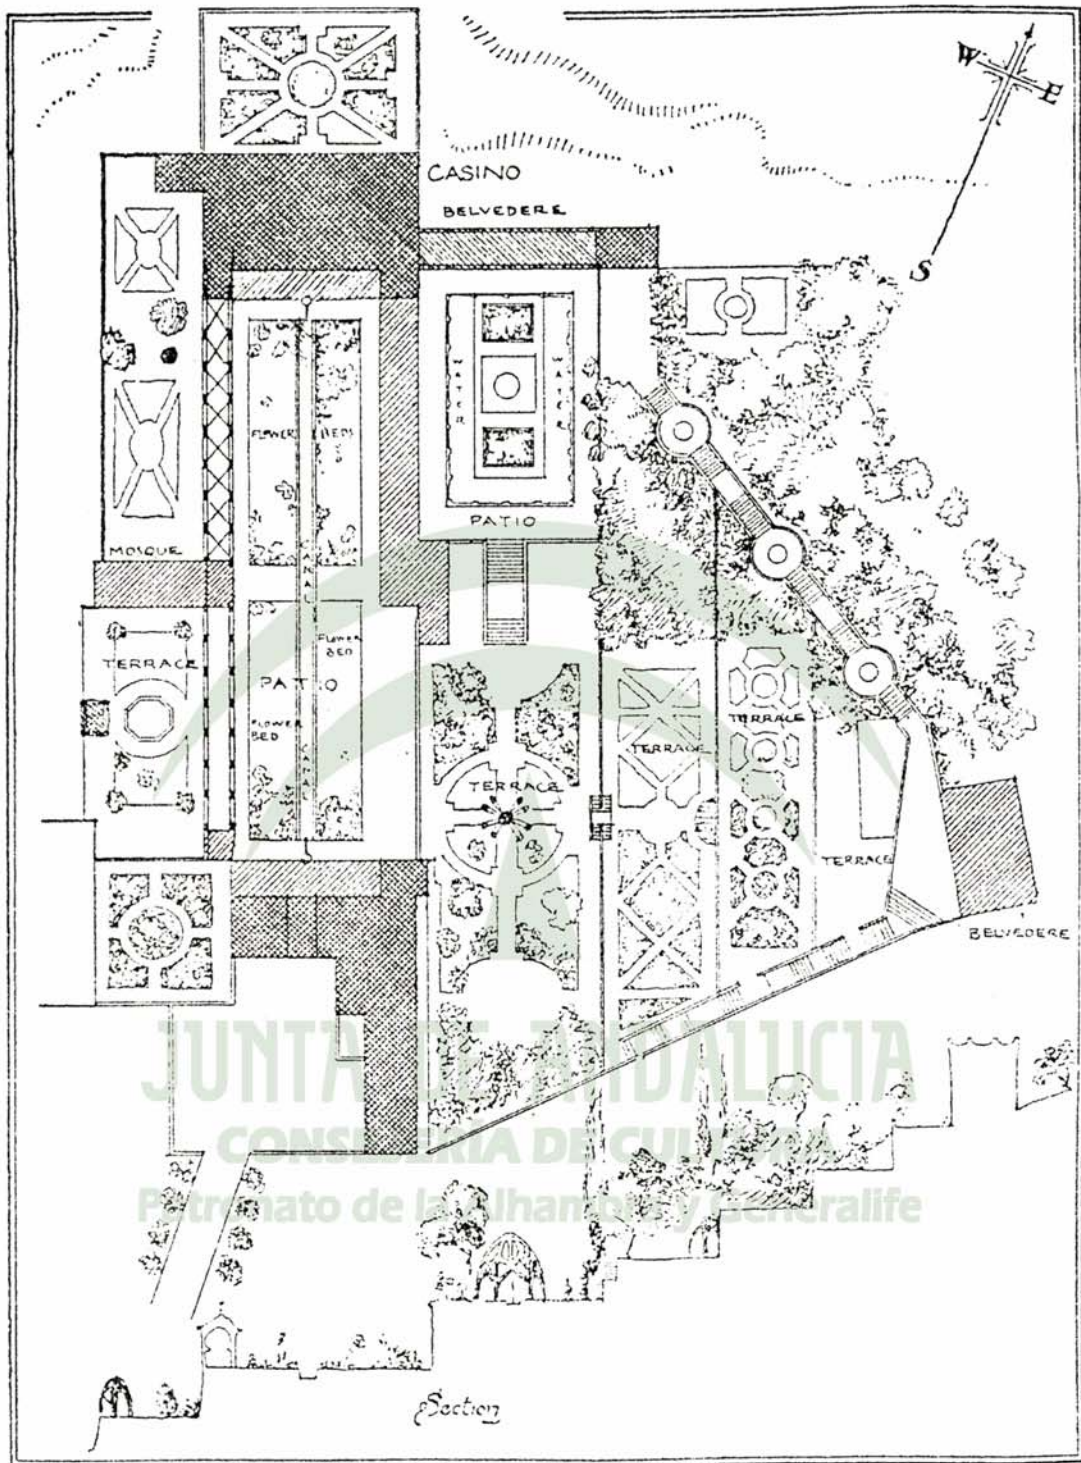 W
E
S
CASINO
BELVEDERE
WATER
WATER
FLOWER BEDS
PATIO
MOSQUE
CANAL
FLOWER
BED
TERRACE
PATIO
FLOWER
BED
CANAL
TERRACE
TERRACE
TERRACE
TERRACE
BELVEDERE
JUNTA DE ANDALUCIA
CONSEJERÍA DE CULTURA
Patronato de la Alhambra y Generalife
Section